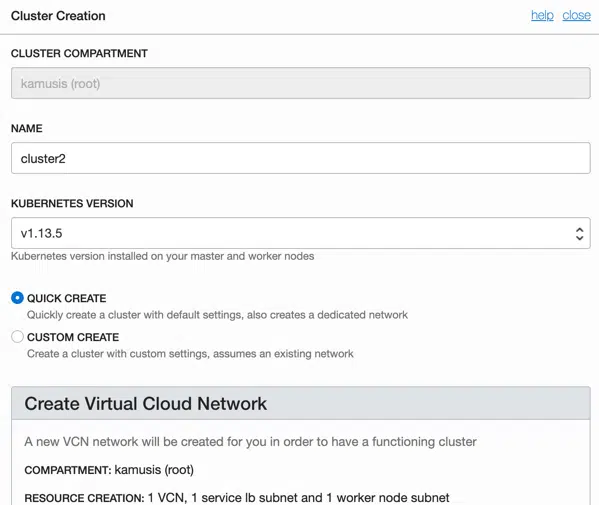 Cluster Creation help close
CLUSTER COMPARTMENT
kamusis (root)
NAME
cluster2
KUBERNETES VERSION
v1.13.5
Kubernetes version installed on your master and worker nodes
QUICK CREATE
Quickly create a cluster with default settings, also creates a dedicated network
CUSTOM CREATE
Create a cluster with custom settings, assumes an existing network
Create Virtual Cloud Network
A new VCN network will be created for you in order to have a functioning cluster
COMPARTMENT: kamusis (root)
RESOURCE CREATION: 1 VCN, 1 service lb subnet and 1 worker node subnet